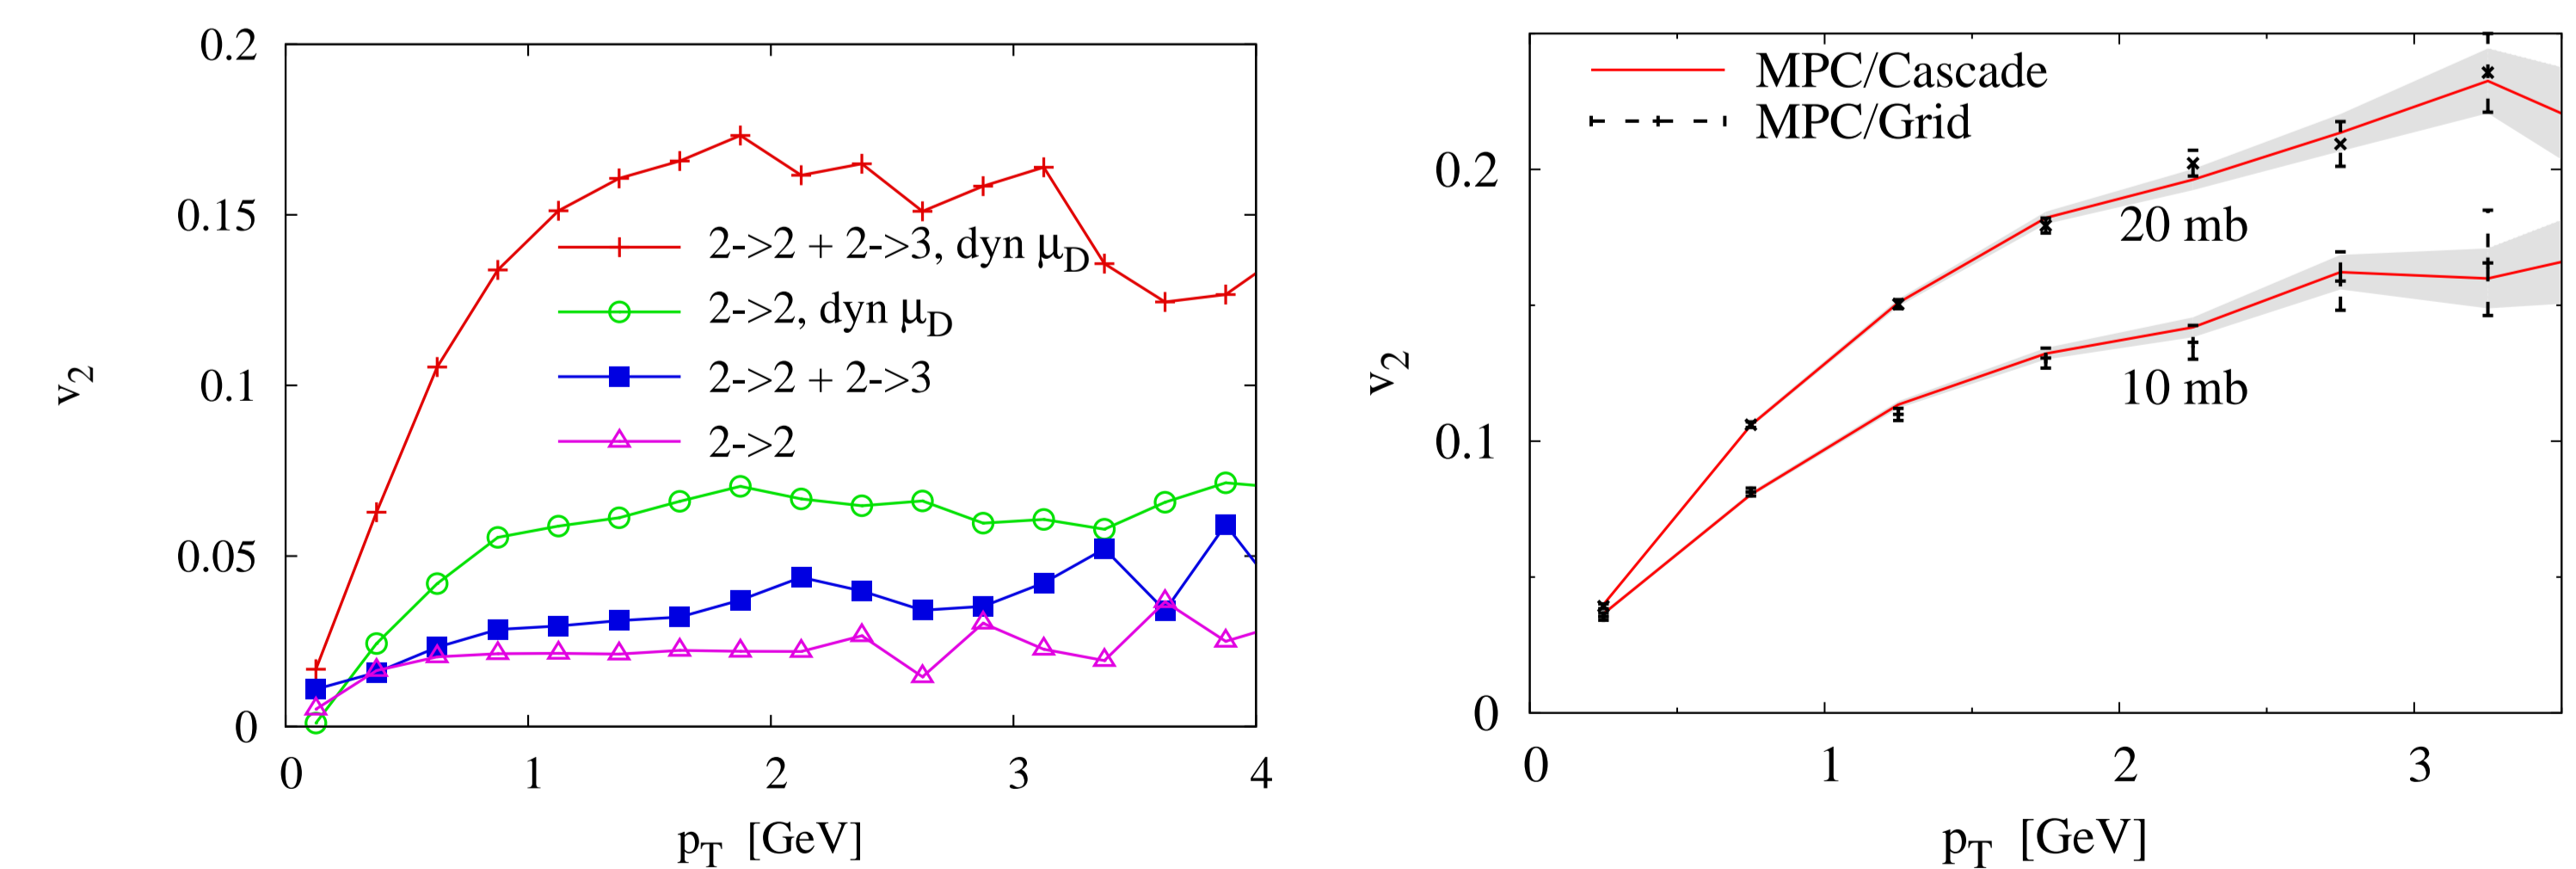 0.2
0.15
0.1
0.05
0
v2
0
1
2
3
4
pT [GeV]
2->2 + 2->3, dyn μD
2->2, dyn μD
2->2 + 2->3
2->2
MPC/Cascade
MPC/Grid
20 mb
10 mb
0.2
0.1
0
v2
0
1
2
3
pT [GeV]